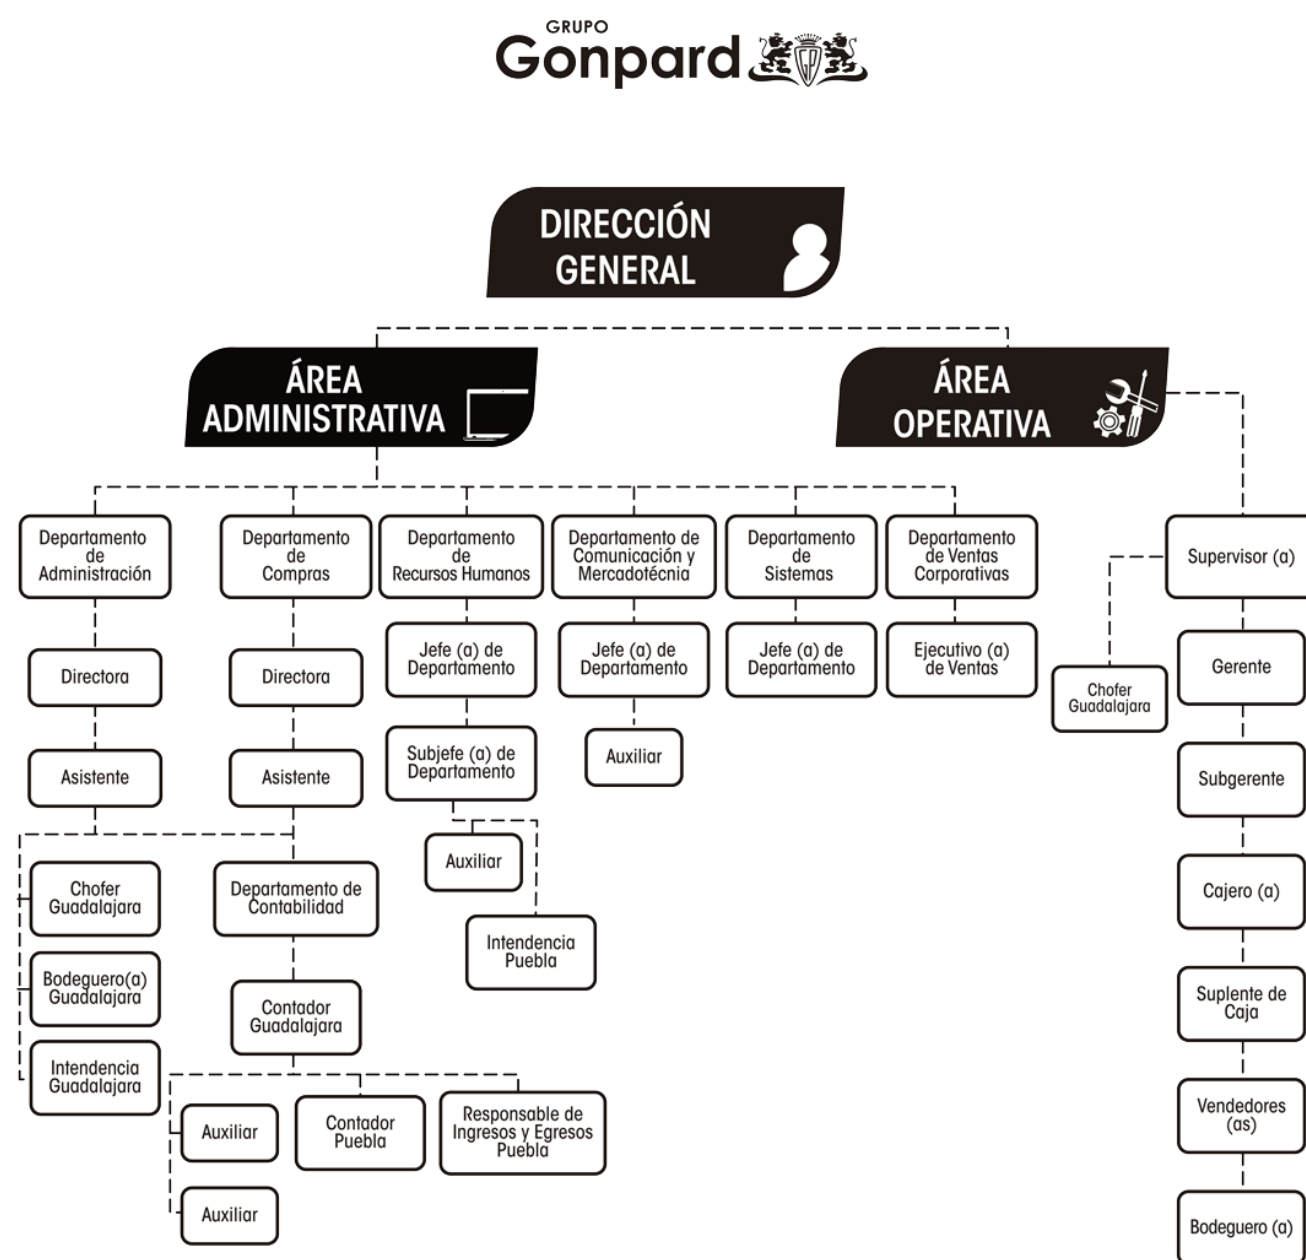 GRUPO
Gonpard
GP
DIRECCIÓN
GENERAL
ÁREA
ADMINISTRATIVA
ÁREA
OPERATIVA
Departamento
de
Administración
Departamento
de
Compras
Departamento
de
Recursos Humanos
Departamento de
Comunicación y
Mercadotécnia
Departamento
de
Sistemas
Departamento
de Ventas
Corporativas
Supervisor (a)
Directora
Directora
Jefe (a) de
Departamento
Jefe (a) de
Departamento
Jefe (a) de
Departamento
Ejecutivo (a)
de Ventas
Chofer
Guadalajara
Gerente
Asistente
Asistente
Subjefe (a) de
Departamento
Auxiliar
Subgerente
Chofer
Guadalajara
Departamento de
Contabilidad
Auxiliar
Cajero (a)
Bodeguero(a)
Guadalajara
Intendencia
Puebla
Contador
Guadalajara
Suplente de
Caja
Intendencia
Guadalajara
Auxiliar
Contador
Puebla
Responsable de
Ingresos y Egresos
Puebla
Vendedores
(as)
Auxiliar
Bodeguero (a)